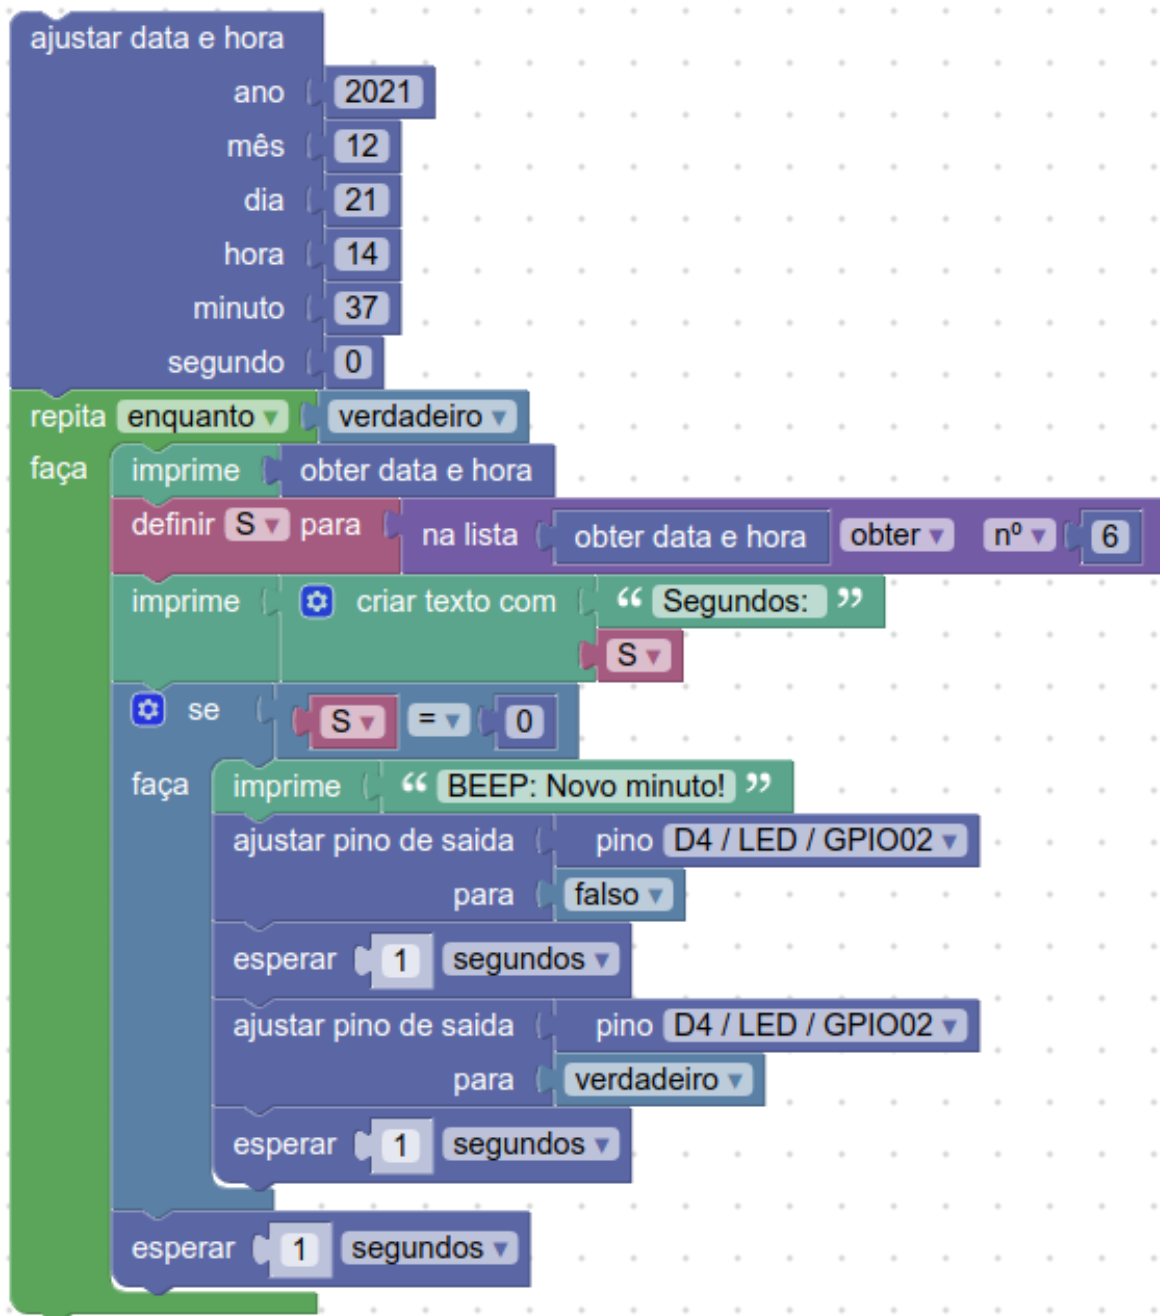 ajustar data e hora
ano 2021
mês 12
dia 21
hora 14
minuto 37
segundo 0
repita enquanto verdadeiro
faça imprime obter data e hora
definir S para na lista obter data e hora obter nº 6
imprime criar texto com “ Segundos: ”
S
se S = 0
faça imprime “ BEEP: Novo minuto! ”
ajustar pino de saida pino D4 / LED / GPIO02
para falso
esperar 1 segundos
ajustar pino de saida pino D4 / LED / GPIO02
para verdadeiro
esperar 1 segundos
esperar 1 segundos